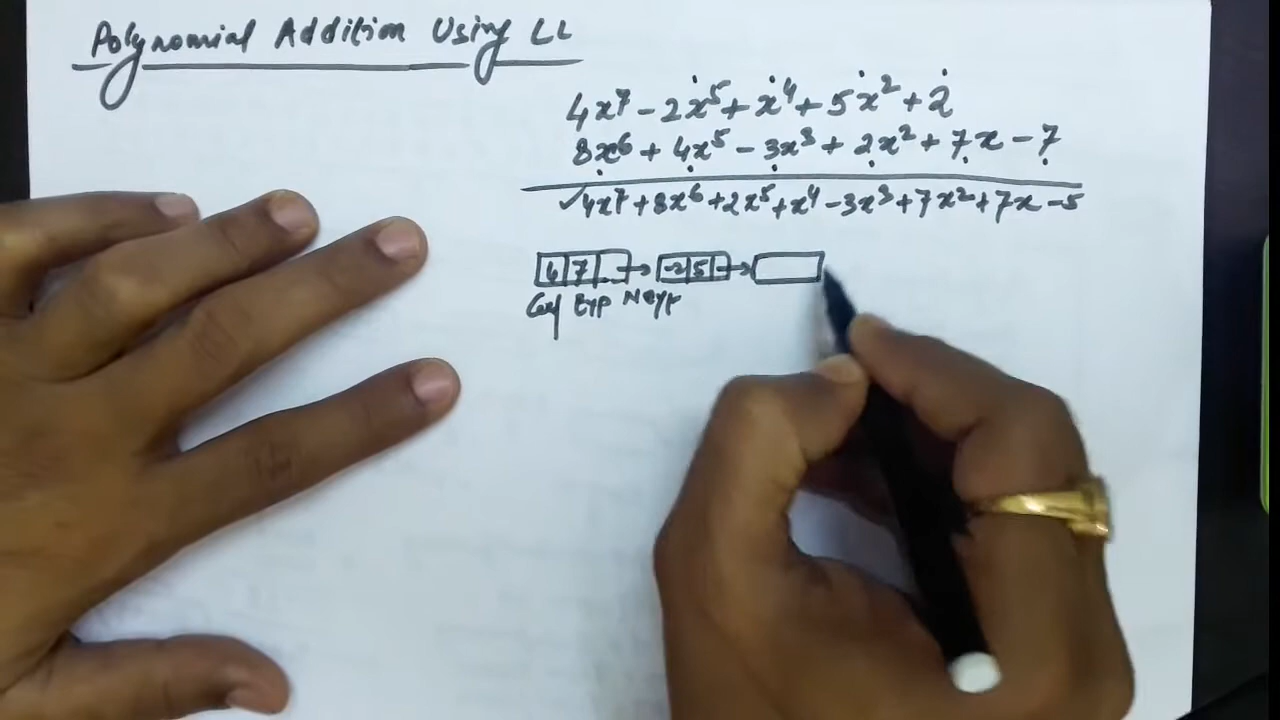 Polynomial Addition Using LL
4x⁷ - 2x⁵ + x⁴ + 5x² + 2
8x⁶ + 4x⁵ - 3x³ + 2x² + 7x - 7
✓4x⁷ + 8x⁶ + 2x⁵ + x⁴ - 3x³ + 7x² + 7x - 5
4 7 → -2 5 →
Coef Exp Next